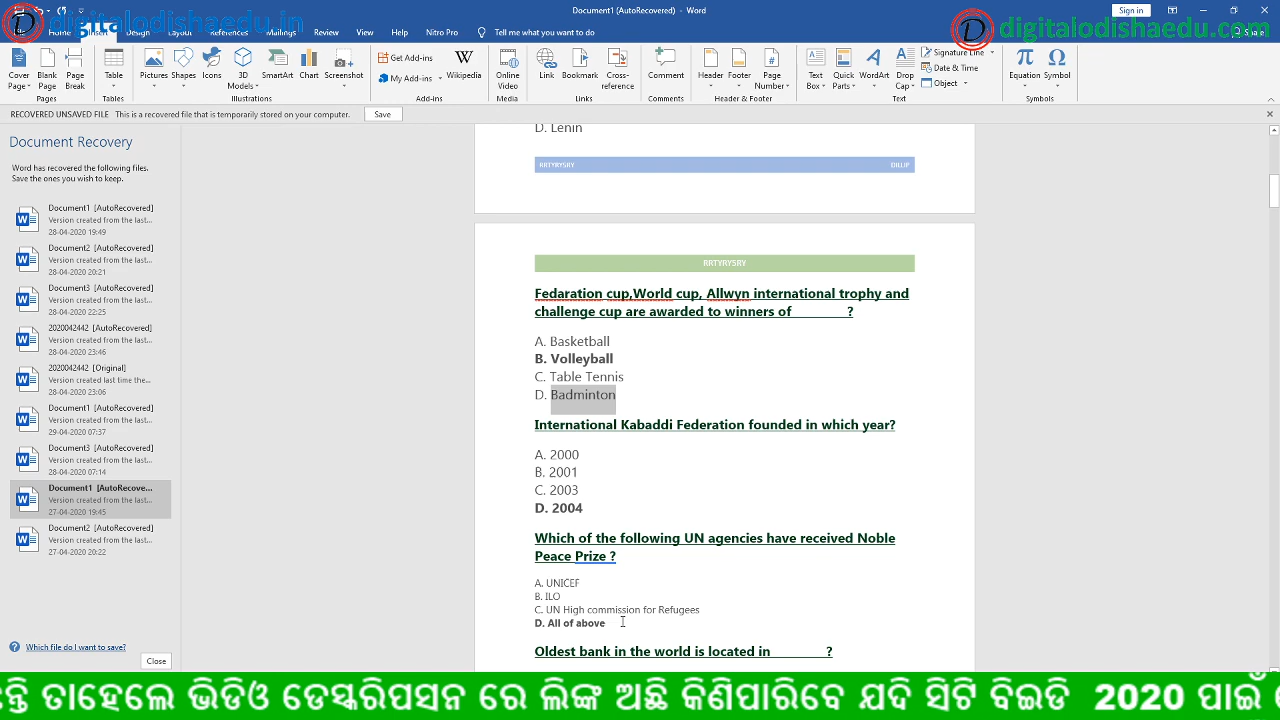 Document1 (AutoRecovered) - Word
Sign in
digitalodishaedu.in
digitalodishaedu.com
Mailings
Review
View
Help
Nitro Pro
Tell me what you want to do
Cover Page
Blank Page
Page Break
Table
Pictures
Shapes
Icons
3D Models
SmartArt
Chart
Screenshot
Get Add-ins
My Add-ins
Wikipedia
Online Video
Link
Bookmark
Cross-reference
Comment
Header
Footer
Page Number
Text Box
Quick Parts
WordArt
Drop Cap
Signature Line
Date & Time
Object
Equation
Symbol
Pages
Tables
Illustrations
Add-ins
Media
Links
Comments
Header & Footer
Text
Symbols
RECOVERED UNSAVED FILE This is a recovered file that is temporarily stored on your computer.
Save
Document Recovery
Word has recovered the following files.
Save the ones you wish to keep.
Document1 [AutoRecovered]
Version created from the last...
28-04-2020 19:49
Document2 [AutoRecovered]
Version created from the last...
28-04-2020 20:21
Document3 [AutoRecovered]
Version created from the last...
28-04-2020 22:25
2020042442 [AutoRecovered]
Version created from the last...
28-04-2020 23:46
2020042442 [Original]
Version created last time the...
28-04-2020 23:06
Document1 [AutoRecovered]
Version created from the last...
29-04-2020 07:37
Document3 [AutoRecovered]
Version created from the last...
28-04-2020 07:14
Document1 [AutoRecove...
Version created from the last...
27-04-2020 19:45
Document2 [AutoRecovered]
Version created from the last...
27-04-2020 20:22
Which file do I want to save?
Close
D. Lenin
RRTYRYSRY
DILLIP
RRTYRYSRY
Fedaration cup,World cup, Allwyn international trophy and
challenge cup are awarded to winners of ________ ?
A. Basketball
B. Volleyball
C. Table Tennis
D. Badminton
International Kabaddi Federation founded in which year?
A. 2000
B. 2001
C. 2003
D. 2004
Which of the following UN agencies have received Noble
Peace Prize ?
A. UNICEF
B. ILO
C. UN High commission for Refugees
D. All of above
Oldest bank in the world is located in ________ ?
ତାହେଲେ ଭିଡିଓ ଡେସ୍କରିପସନ ରେ ଲିଙ୍କ ଅଛି କିଣିପାରିବେ ଯଦି ସିଟି ବିଇଡି 2020 ପାଇଁ